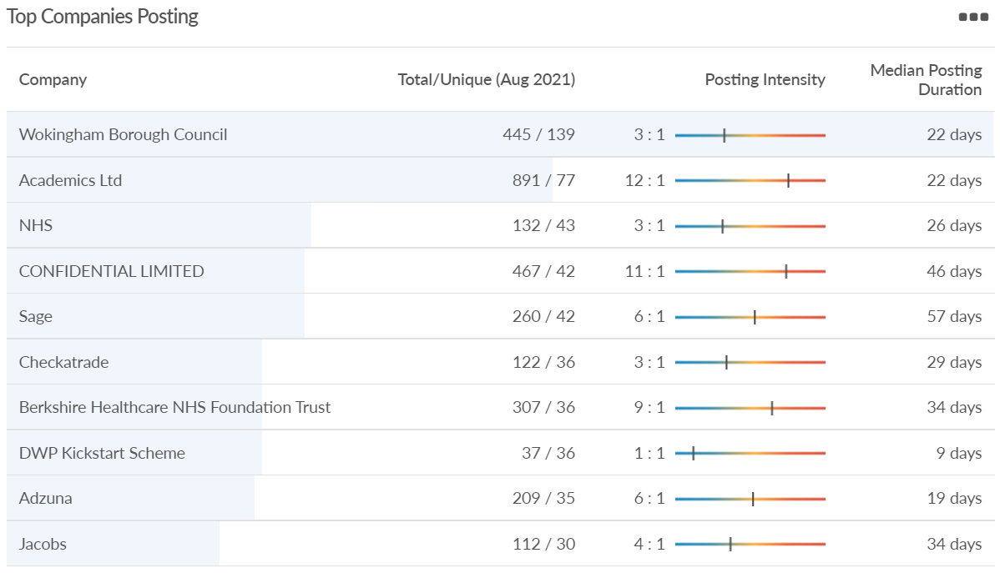 Top Companies Posting
Company Total/Unique (Aug 2021) Posting Intensity Median Posting Duration
Wokingham Borough Council 445 / 139 3 : 1 22 days
Academics Ltd 891 / 77 12 : 1 22 days
NHS 132 / 43 3 : 1 26 days
CONFIDENTIAL LIMITED 467 / 42 11 : 1 46 days
Sage 260 / 42 6 : 1 57 days
Checkatrade 122 / 36 3 : 1 29 days
Berkshire Healthcare NHS Foundation Trust 307 / 36 9 : 1 34 days
DWP Kickstart Scheme 37 / 36 1 : 1 9 days
Adzuna 209 / 35 6 : 1 19 days
Jacobs 112 / 30 4 : 1 34 days